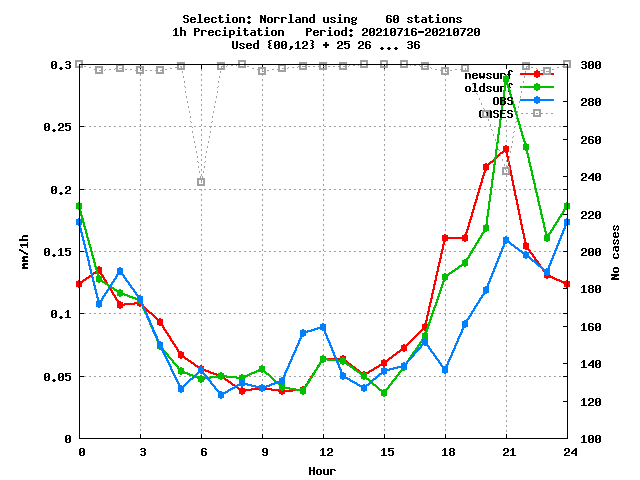 Selection: Norrland using    60 stations
1h Precipitation   Period: 20210716-20210720
Used {00,12} + 25 26 ... 36
0.3
0.25
0.2
0.15
0.1
0.05
0
mm/1h
newsurf
oldsurf
OBS
CASES
300
280
260
240
220
200
180
160
140
120
100
No cases
0 3 6 9 12 15 18 21 24
Hour